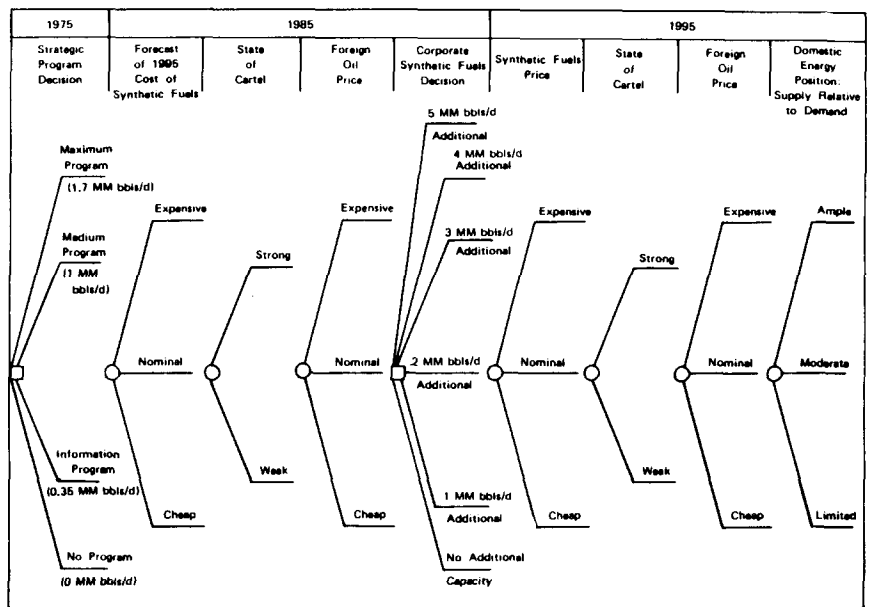 1975
1985
1995
Strategic
Program
Decision
Forecast
of 1995
Cost of
Synthetic Fuels
State
of
Cartel
Foreign
Oil
Price
Corporate
Synthetic Fuels
Decision
Synthetic Fuels
Price
State
of
Cartel
Foreign
Oil
Price
Domestic
Energy
Position:
Supply Relative
to Demand
Maximum
Program
(1.7 MM bbls/d)
Medium
Program
(1 MM
bbls/d)
Information
Program
(0.35 MM bbls/d)
No Program
(0 MM bbls/d)
Expensive
Nominal
Cheap
Strong
Weak
Expensive
Nominal
Cheap
5 MM bbls/d
Additional
4 MM bbls/d
Additional
3 MM bbls/d
Additional
2 MM bbls/d
Additional
1 MM bbls/d
Additional
No Additional
Capacity
Expensive
Nominal
Cheap
Strong
Weak
Expensive
Nominal
Cheap
Ample
Moderate
Limited